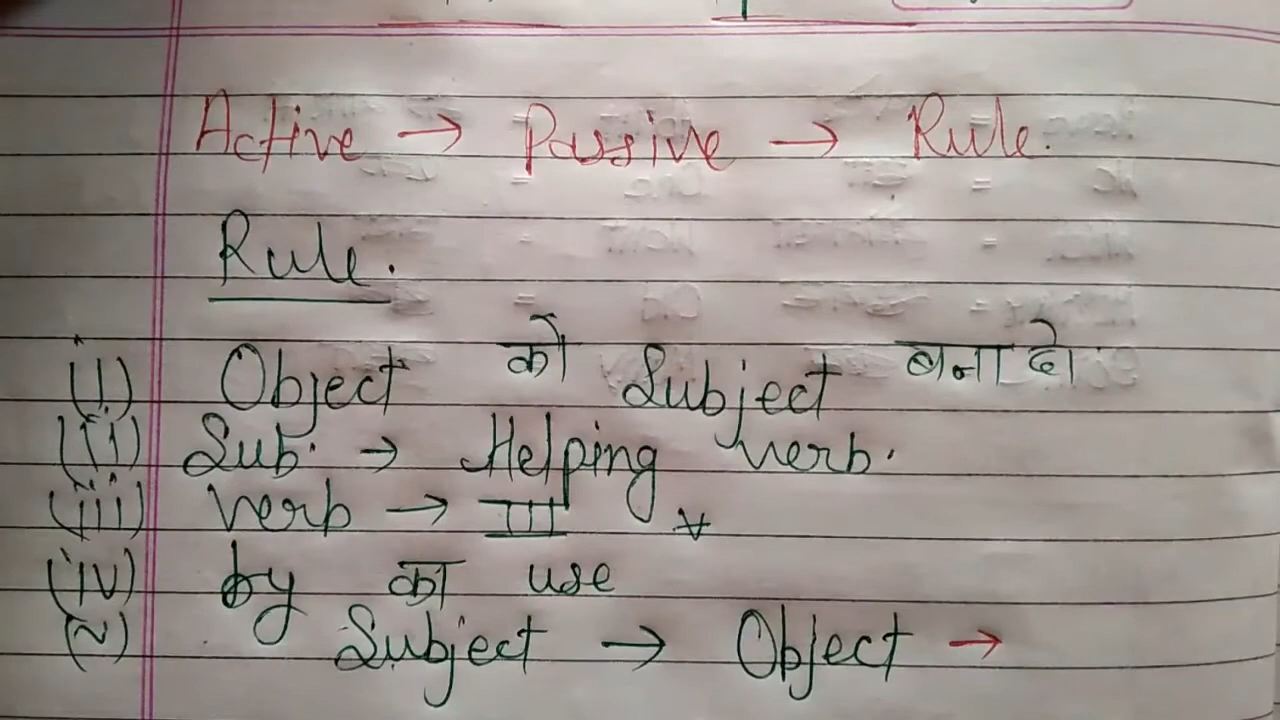 Active → Passive → Rule.
Rule.
(i) Object को Subject बना दो
(ii) Sub. → Helping verb.
(iii) verb → III
(iv) by का use
(v) Subject → Object →